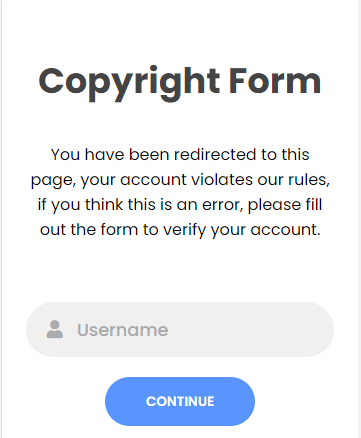 Copyright Form
You have been redirected to this
page, your account violates our rules,
if you think this is an error, please fill
out the form to verify your account.
Username
CONTINUE